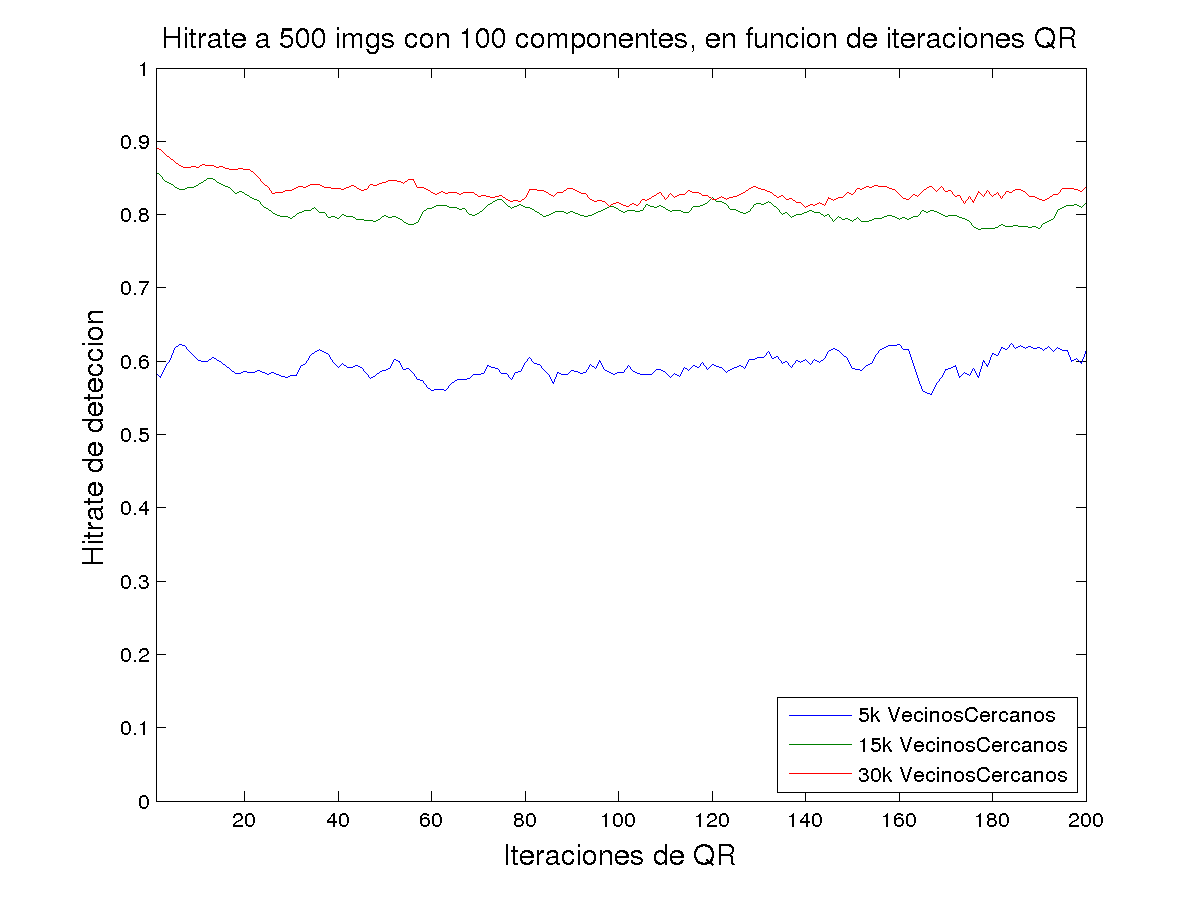 Hitrate a 500 imgs con 100 componentes, en funcion de iteraciones QR
1
0.9
0.8
0.7
0.6
0.5
0.4
0.3
0.2
0.1
0
Hitrate de deteccion
5k VecinosCercanos
15k VecinosCercanos
30k VecinosCercanos
20 40 60 80 100 120 140 160 180 200
Iteraciones de QR